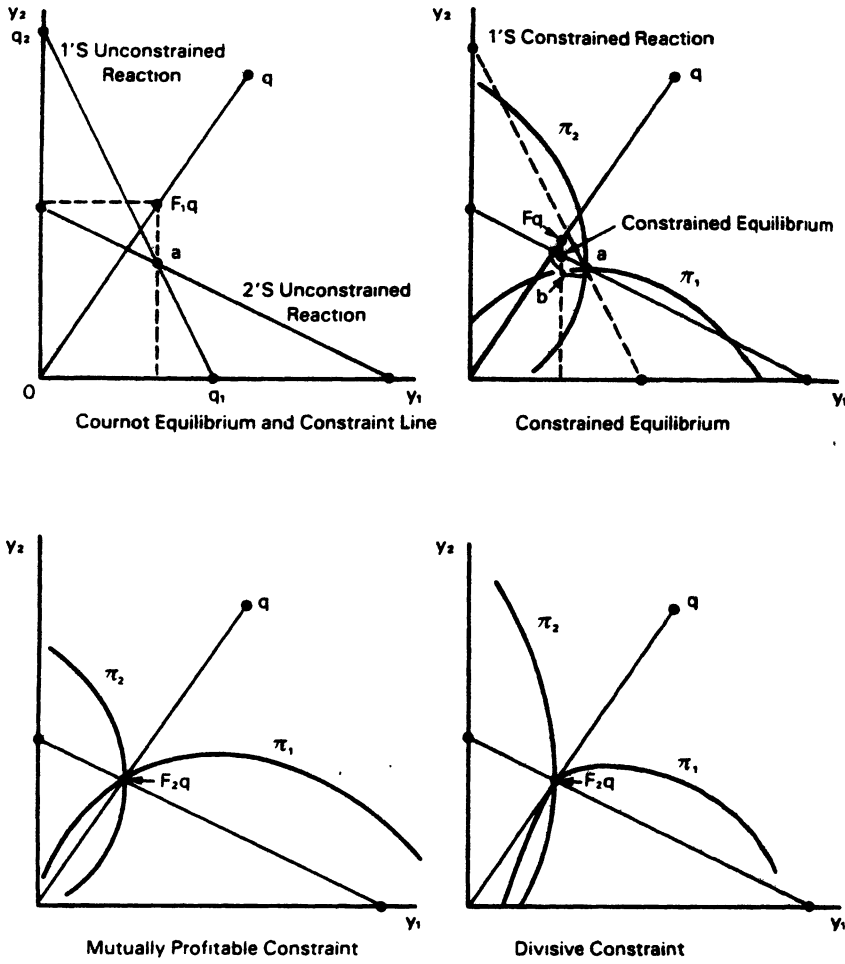 y₂
q₂
1'S Unconstrained
Reaction
q
F₁q
a
2'S Unconstrained
Reaction
O
q₁
y₁
Cournot Equilibrium and Constraint Line
y₂
1'S Constrained Reaction
q
π₂
Fq
Constrained Equilibrium
a
b
π₁
y₁
Constrained Equilibrium
y₂
q
π₂
π₁
F₂q
y₁
Mutually Profitable Constraint
y₂
q
π₂
π₁
F₂q
y₁
Divisive Constraint